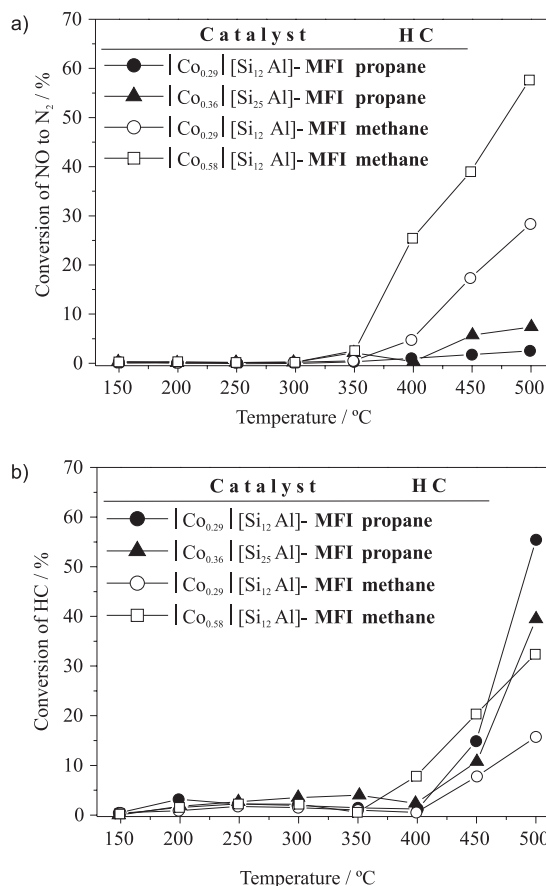 a)
Conversion of NO to N₂ / %
70
60
50
40
30
20
10
0
Catalyst HC
|Co₀.₂₉| [Si₁₂ Al]- MFI propane
|Co₀.₃₆| [Si₂₅ Al]- MFI propane
|Co₀.₂₉| [Si₁₂ Al]- MFI methane
|Co₀.₅₈| [Si₁₂ Al]- MFI methane
150 200 250 300 350 400 450 500
Temperature / ºC
b)
Conversion of HC / %
70
60
50
40
30
20
10
0
Catalyst HC
|Co₀.₂₉| [Si₁₂ Al]- MFI propane
|Co₀.₃₆| [Si₂₅ Al]- MFI propane
|Co₀.₂₉| [Si₁₂ Al]- MFI methane
|Co₀.₅₈| [Si₁₂ Al]- MFI methane
150 200 250 300 350 400 450 500
Temperature / ºC